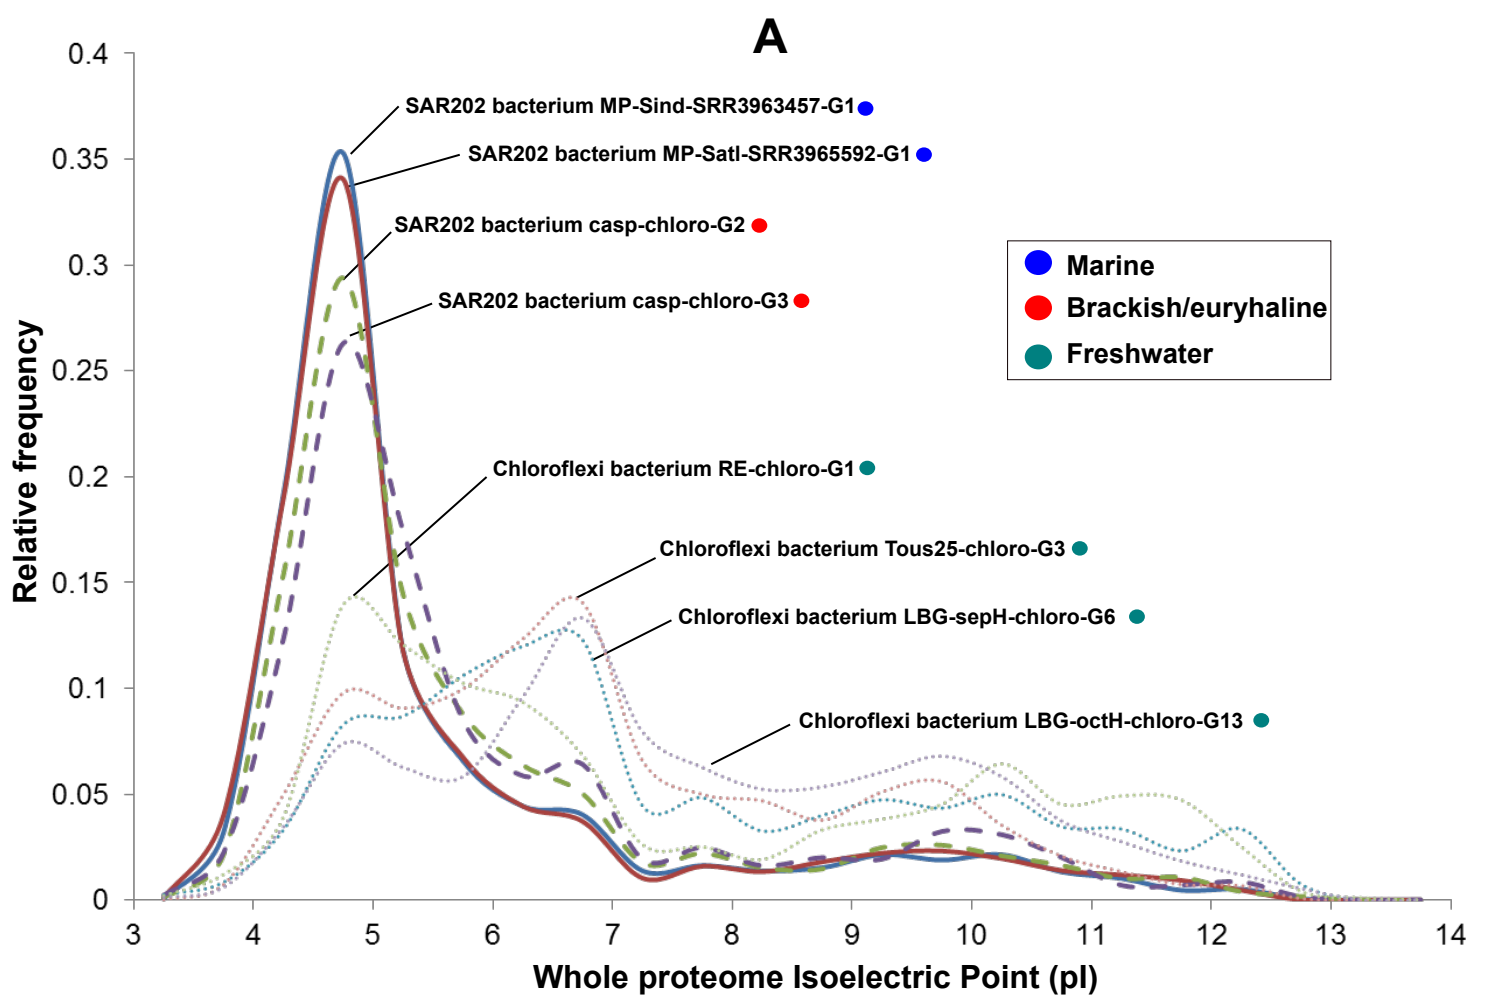 A
0.4
0.35
0.3
0.25
0.2
0.15
0.1
0.05
0
Relative frequency
SAR202 bacterium MP-Sind-SRR3963457-G1
SAR202 bacterium MP-SatI-SRR3965592-G1
SAR202 bacterium casp-chloro-G2
SAR202 bacterium casp-chloro-G3
Chloroflexi bacterium RE-chloro-G1
Chloroflexi bacterium Tous25-chloro-G3
Chloroflexi bacterium LBG-sepH-chloro-G6
Chloroflexi bacterium LBG-octH-chloro-G13
Marine
Brackish/euryhaline
Freshwater
3 4 5 6 7 8 9 10 11 12 13 14
Whole proteome Isoelectric Point (pI)